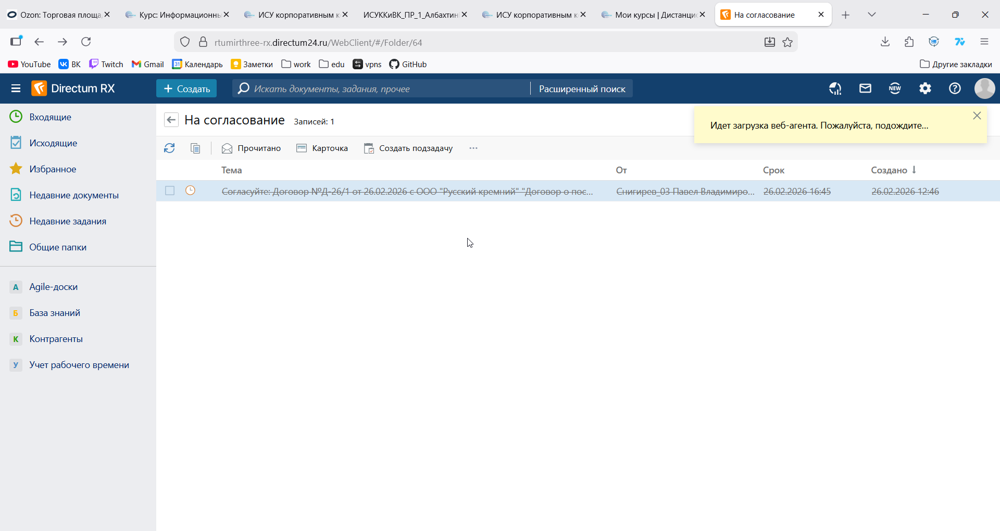 Ozon: Торговая площа
Курс: Информационны
ИСУ корпоративным к
ИСУККиВК_ПР_1_Албахтин
ИСУ корпоративным к
Мои курсы | Дистанци
На согласование
rtumirthree-rx.directum24.ru/WebClient/#/Folder/64
YouTube
ВК
Twitch
Gmail
31 Календарь
Заметки
work
edu
vpns
GitHub
Другие закладки
Directum RX
Создать
Искать документы, задания, прочее
Расширенный поиск
NEW
Входящие
Исходящие
Избранное
Недавние документы
Недавние задания
Общие папки
А Agile-доски
Б База знаний
К Контрагенты
У Учет рабочего времени
На согласование Записей: 1
Идет загрузка веб-агента. Пожалуйста, подождите...
Прочитано
Карточка
Создать подзадачу
Тема От Срок Создано
Согласуйте: Договор №Д-26/1 от 26.02.2026 с ООО "Русский кремний" "Договор о пос... Снигирев_03 Павел Владимиро... 26.02.2026 16:45 26.02.2026 12:46